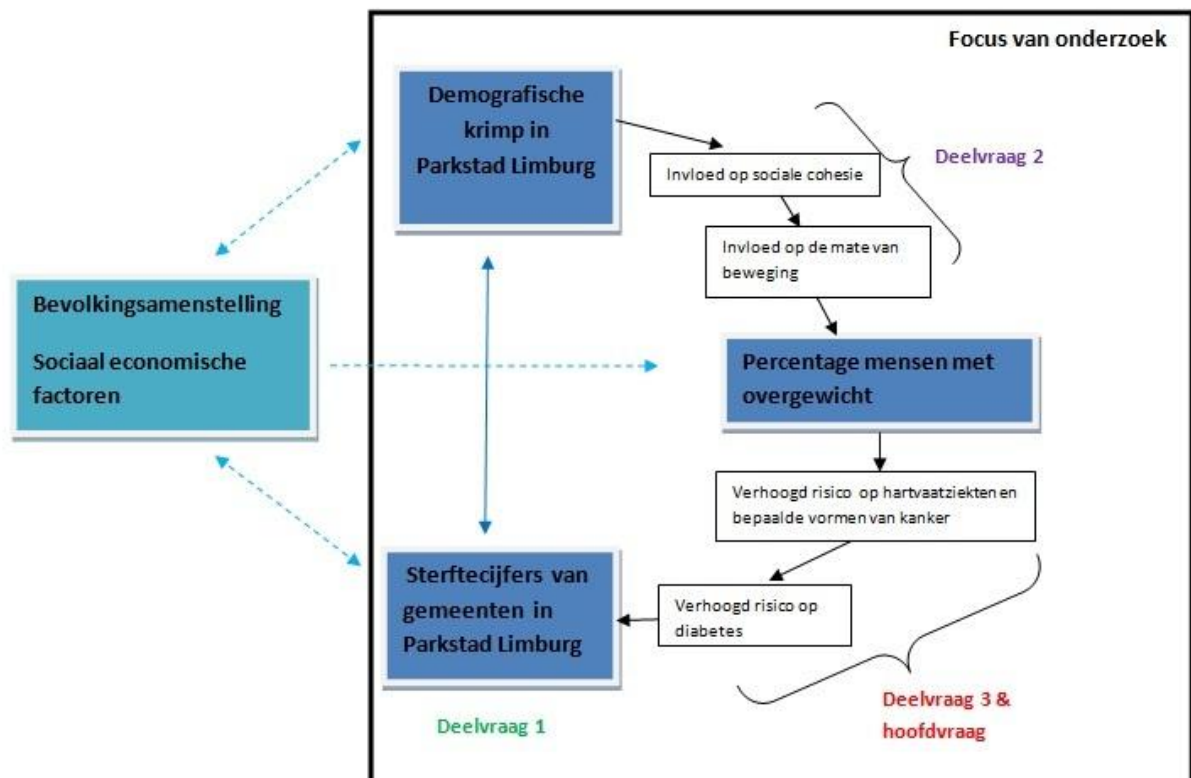 Focus van onderzoek
Demografische
krimp in
Parkstad Limburg
Deelvraag 2
Invloed op sociale cohesie
Invloed op de mate van
beweging
Bevolkingsamenstelling
Sociaal economische
factoren
Percentage mensen met
overgewicht
Verhoogd risico op hartvaatziekten en
bepaalde vormen van kanker
Sterftecijfers van
gemeenten in
Parkstad Limburg
Verhoogd risico op
diabetes
Deelvraag 1
Deelvraag 3 &
hoofdvraag